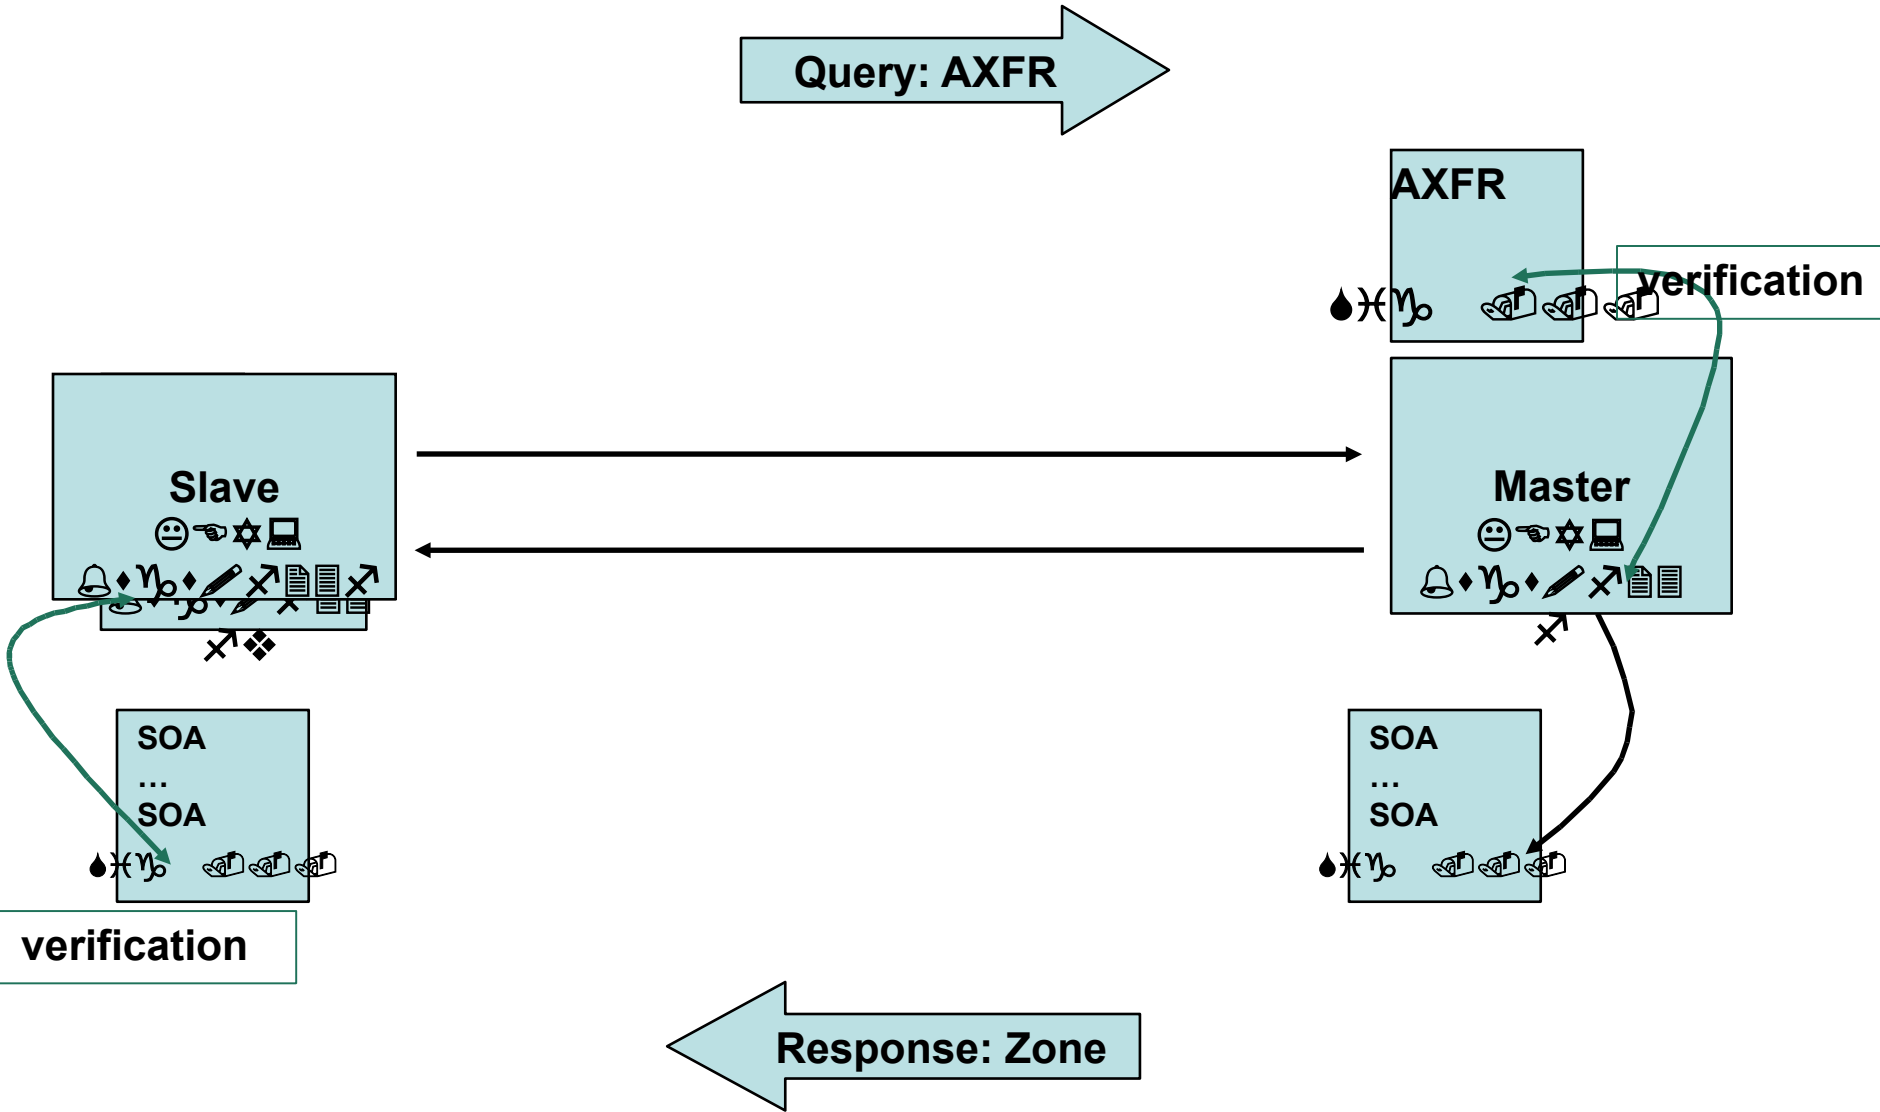 Query: AXFR
AXFR
verification
Slave
Master
SOA
…
SOA
SOA
…
SOA
verification
Response: Zone